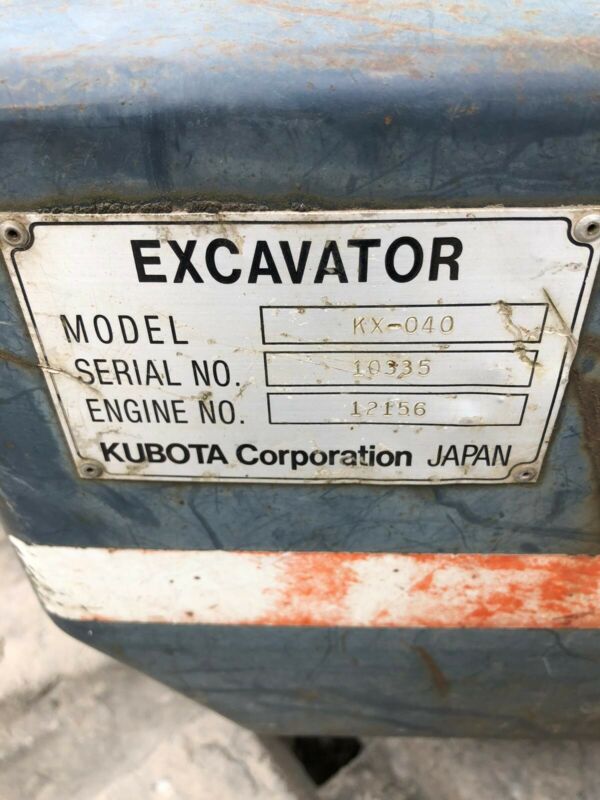 EXCAVATOR
MODEL KX-040
SERIAL NO. 10335
ENGINE NO. 12156
KUBOTA Corporation JAPAN